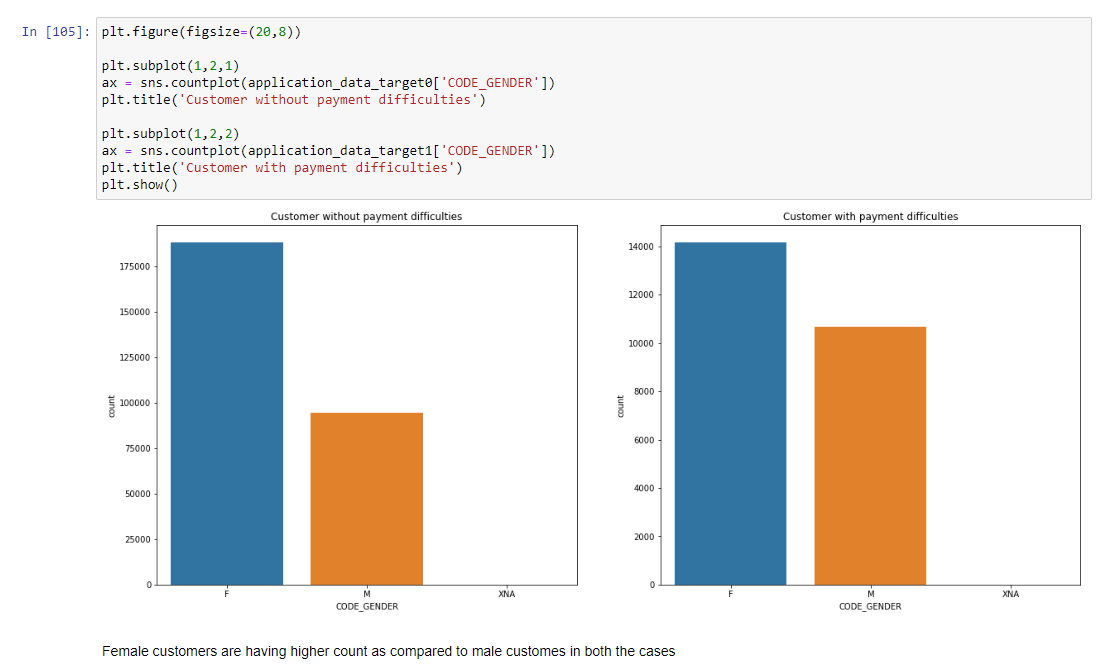 In [105]: plt.figure(figsize=(20,8))
plt.subplot(1,2,1)
ax = sns.countplot(application_data_target0['CODE_GENDER'])
plt.title('Customer without payment difficulties')
plt.subplot(1,2,2)
ax = sns.countplot(application_data_target1['CODE_GENDER'])
plt.title('Customer with payment difficulties')
plt.show()
Customer without payment difficulties
175000
150000
125000
100000
75000
50000
25000
0
count
F M XNA
CODE_GENDER
Customer with payment difficulties
14000
12000
10000
8000
6000
4000
2000
0
count
F M XNA
CODE_GENDER
Female customers are having higher count as compared to male customes in both the cases